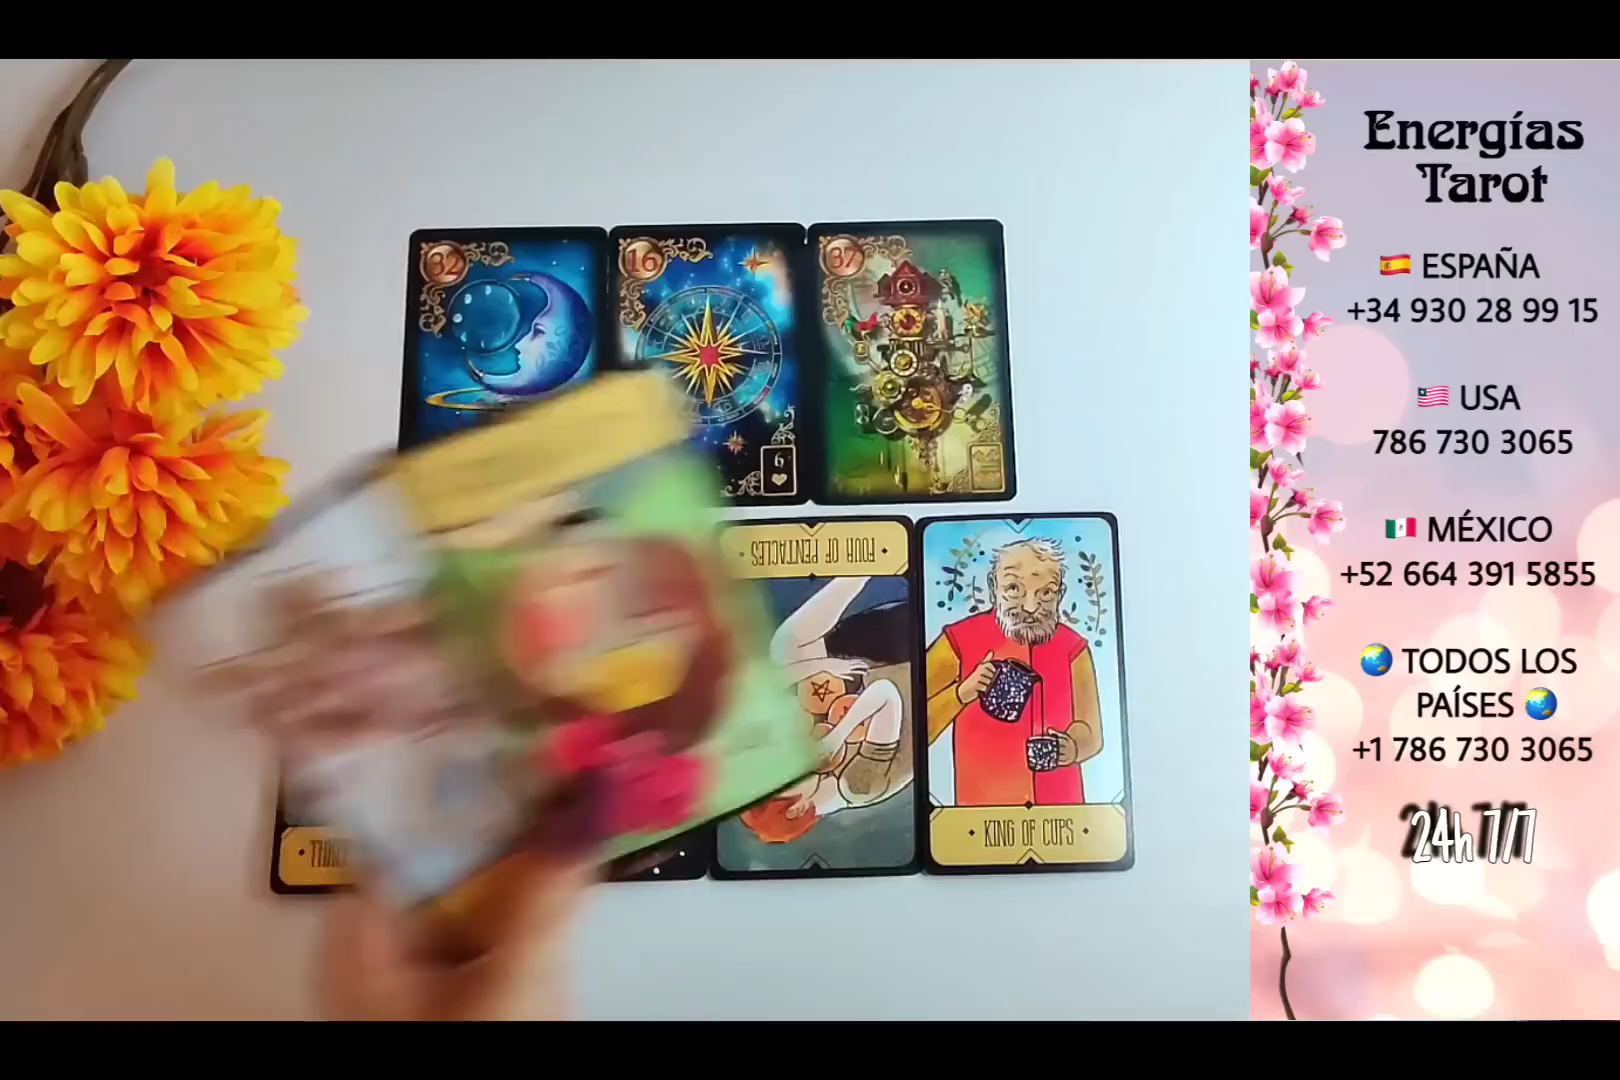 32
16
37
6
FOUR OF PENTACLES
KING OF CUPS
Energías
Tarot
ESPAÑA
+34 930 28 99 15
USA
786 730 3065
MÉXICO
+52 664 391 5855
TODOS LOS
PAÍSES
+1 786 730 3065
24h 7/7